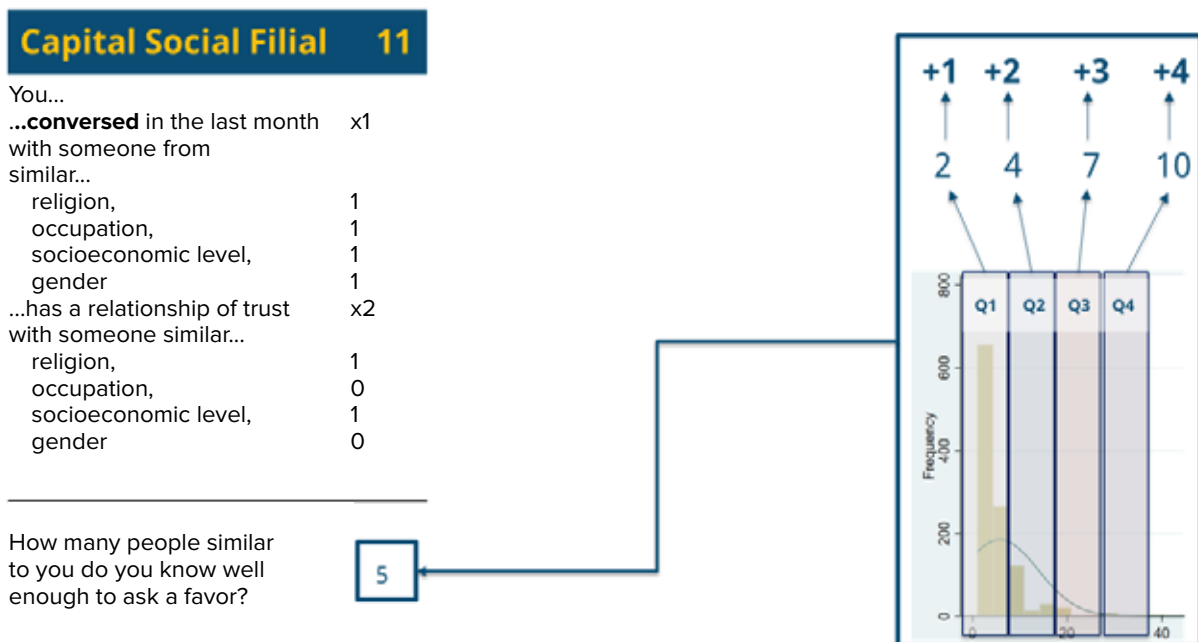 Capital Social Filial 11
You...
...conversed in the last month x1
with someone from
similar...
religion, 1
occupation, 1
socioeconomic level, 1
gender 1
...has a relationship of trust x2
with someone similar...
religion, 1
occupation, 0
socioeconomic level, 1
gender 0
How many people similar
to you do you know well
enough to ask a favor?
5
+1 +2 +3 +4
2 4 7 10
Q1 Q2 Q3 Q4
Frequency
800
600
400
200
0
0 20 40